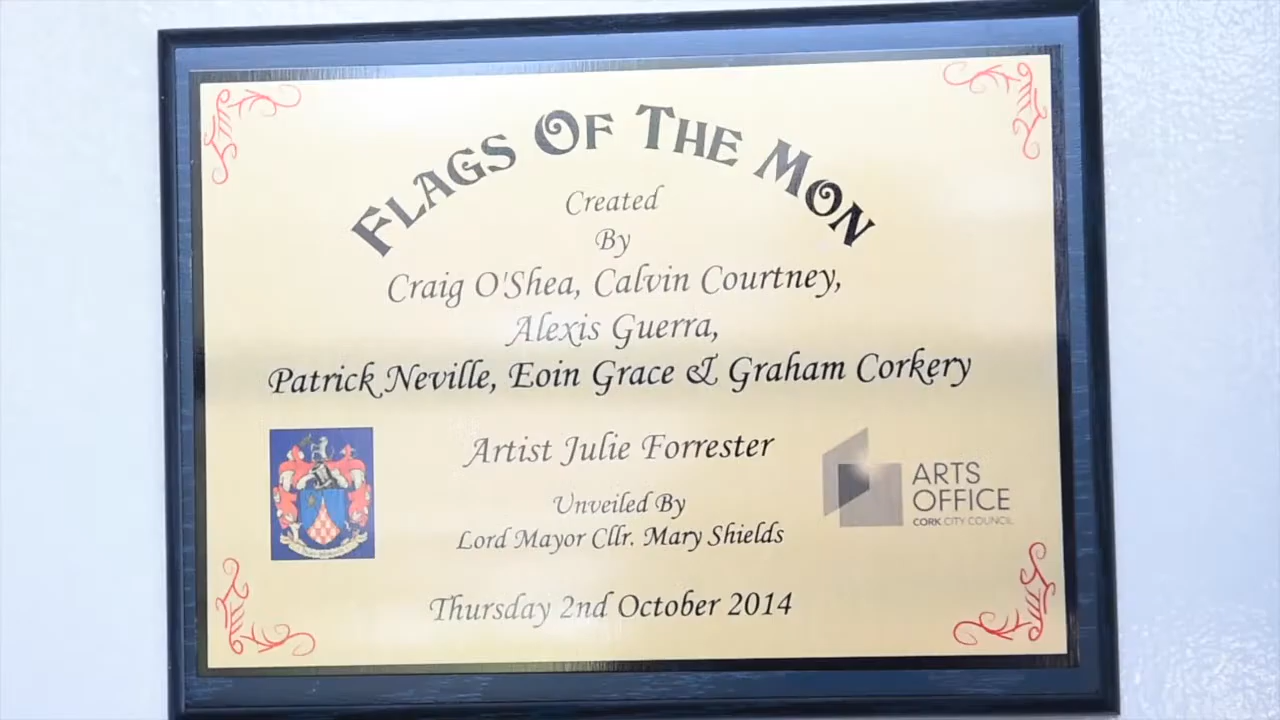 FLAGS OF THE MON
Created
By
Craig O'Shea, Calvin Courtney,
Alexis Guerra,
Patrick Neville, Eoin Grace & Graham Corkery
Artist Julie Forrester
Unveiled By
Lord Mayor Cllr. Mary Shields
Thursday 2nd October 2014
ARTS
OFFICE
CORK CITY COUNCIL